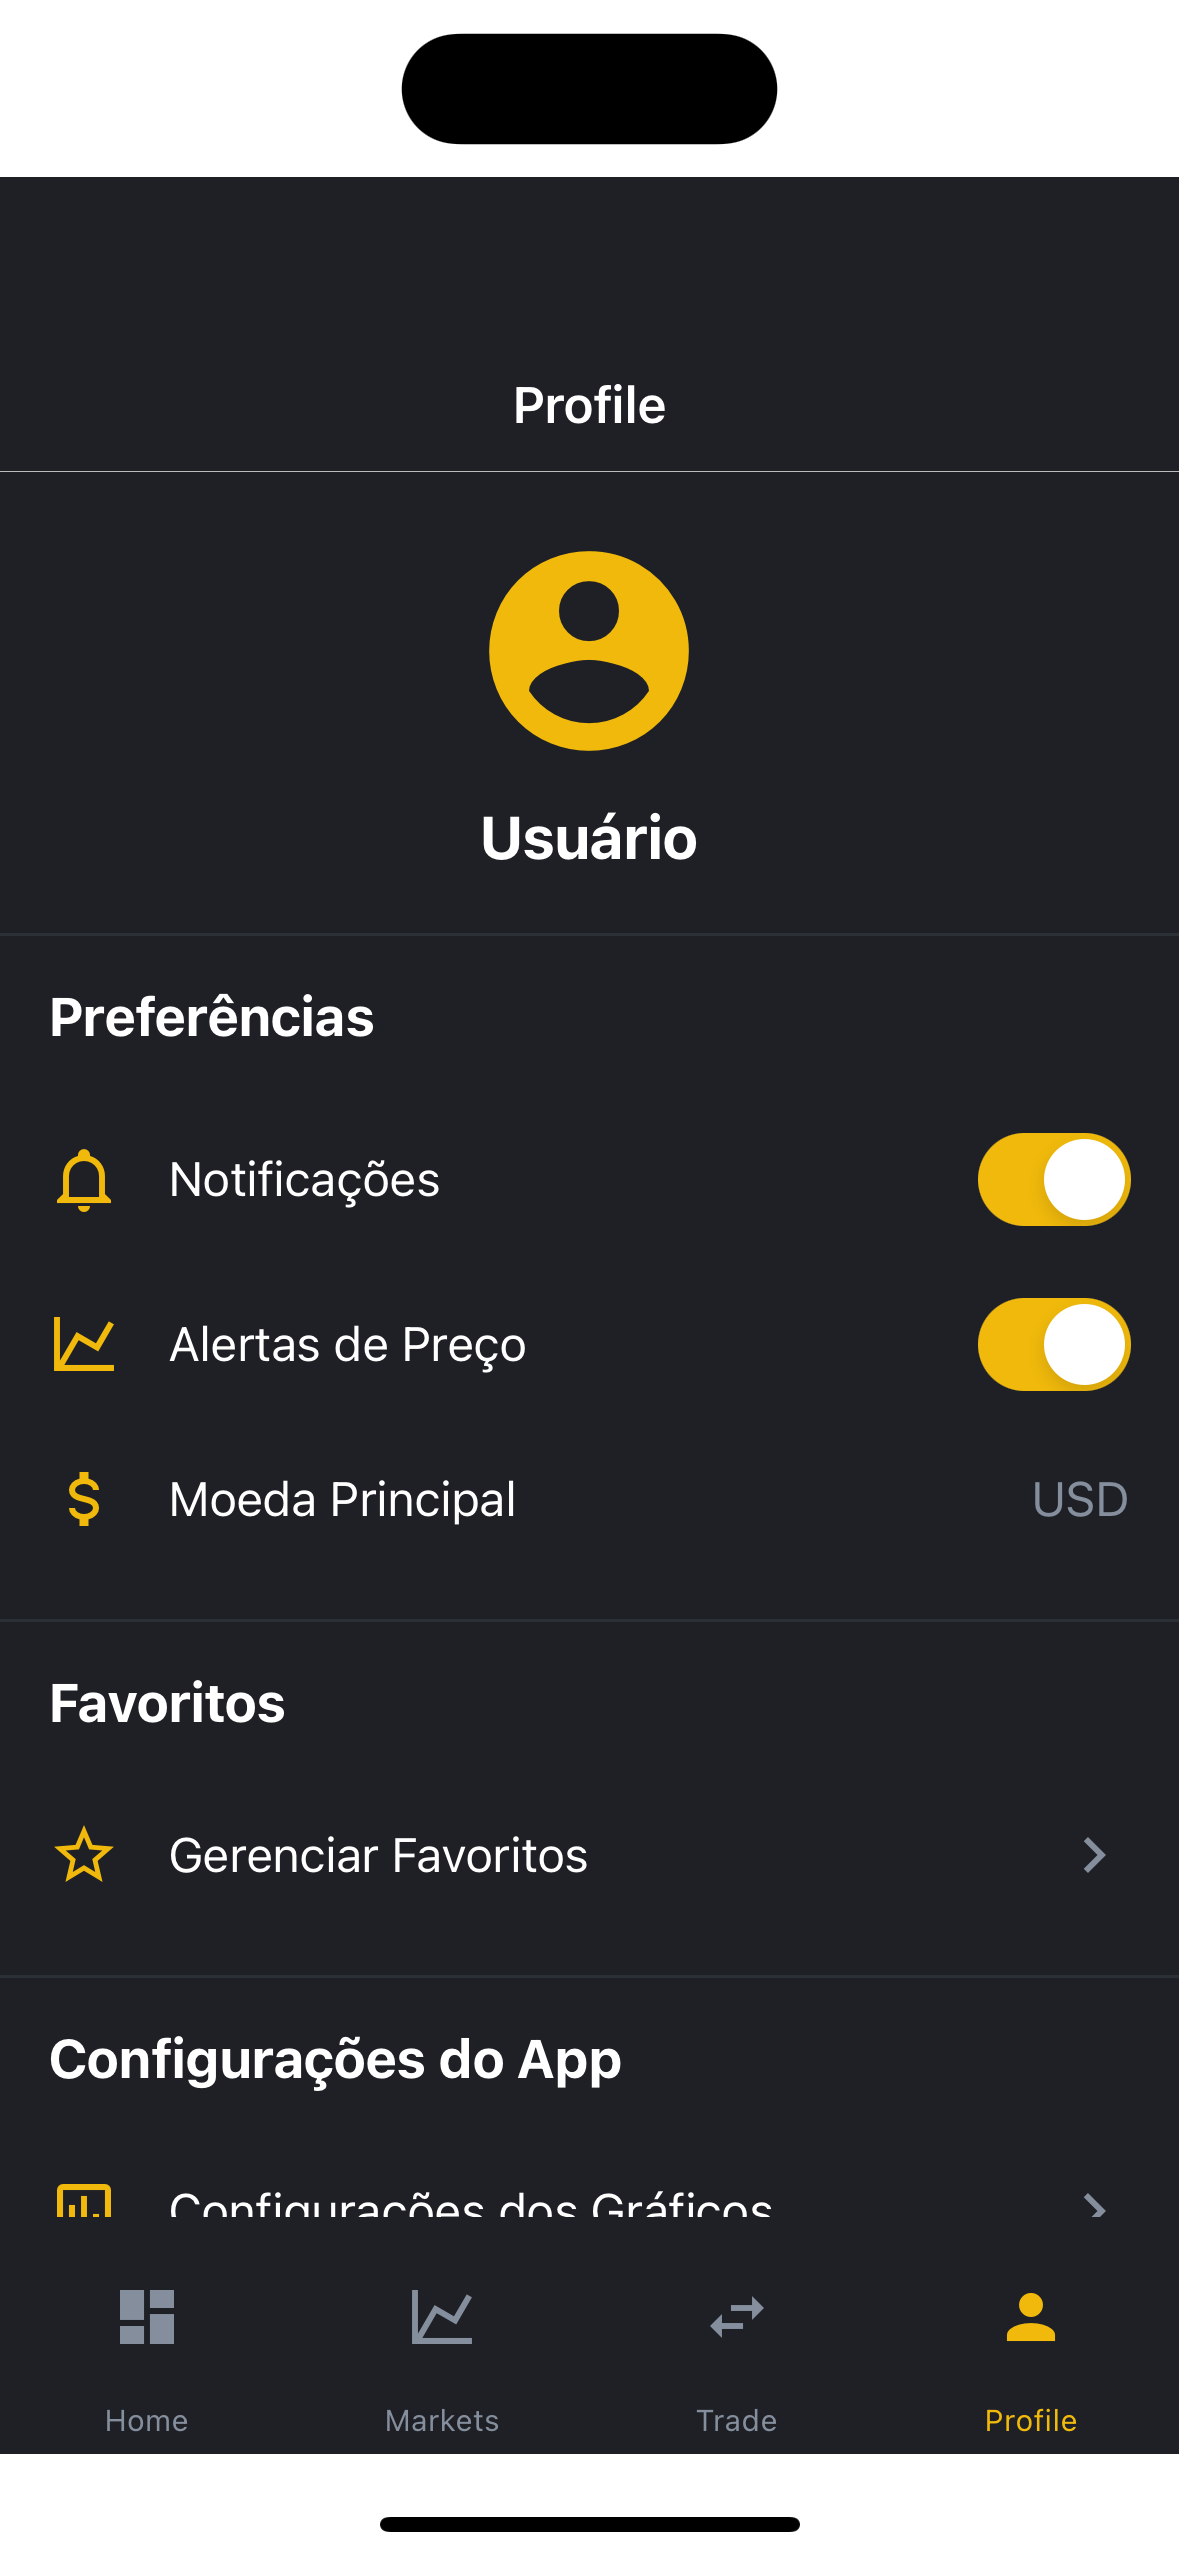 Profile
Usuário
Preferências
Notificações
Alertas de Preço
Moeda Principal USD
Favoritos
Gerenciar Favoritos
Configurações do App
Configurações dos Gráficos
Home Markets Trade Profile